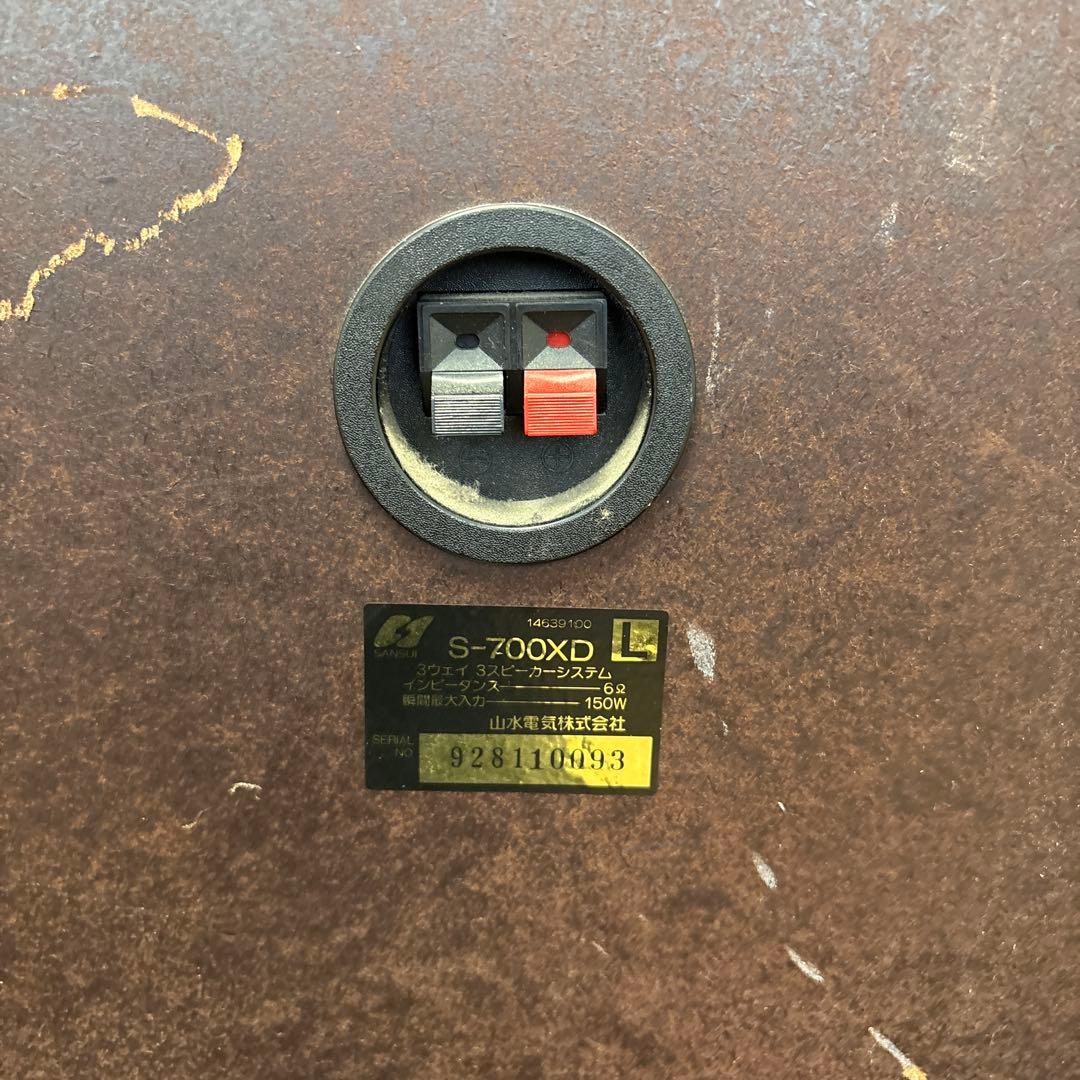 14639100
SANSUI S-700XD L
3ウェイ 3スピーカーシステム
インピーダンス 6Ω
瞬間最大入力 150W
山水電気株式会社
SERIAL NO 928110093